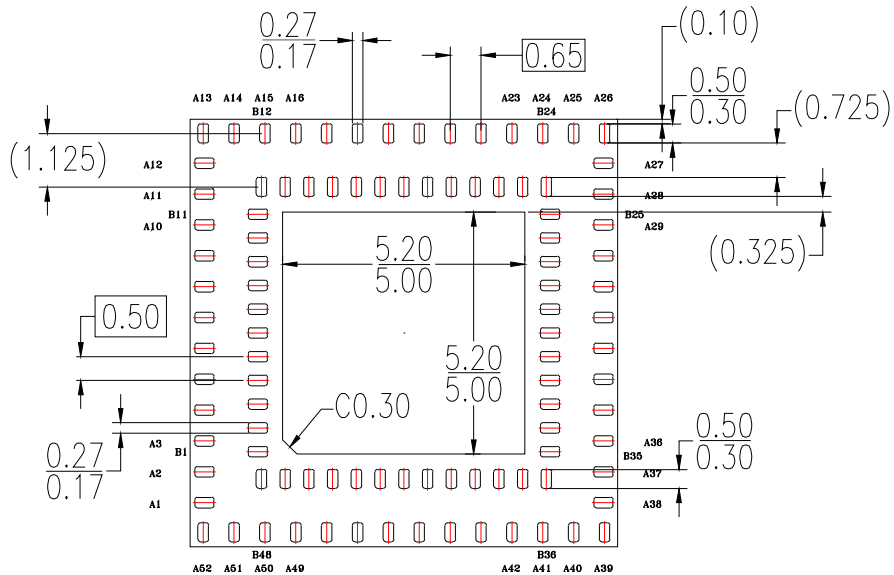 0.27
0.17
0.65
(0.10)
0.50
0.30
(0.725)
A13 A14 A15 A16 A23 A24 A25 A26
B12 B24
(1.125)
A12 A27
A11 A28
B11 B25
A10 A29
(0.325)
5.20
5.00
0.50
5.20
5.00
C0.30
0.50
0.30
A3 A36
B1 B35
0.27
0.17
A2 A37
A1 A38
B48 B36
A52 A51 A50 A49 A42 A41 A40 A39